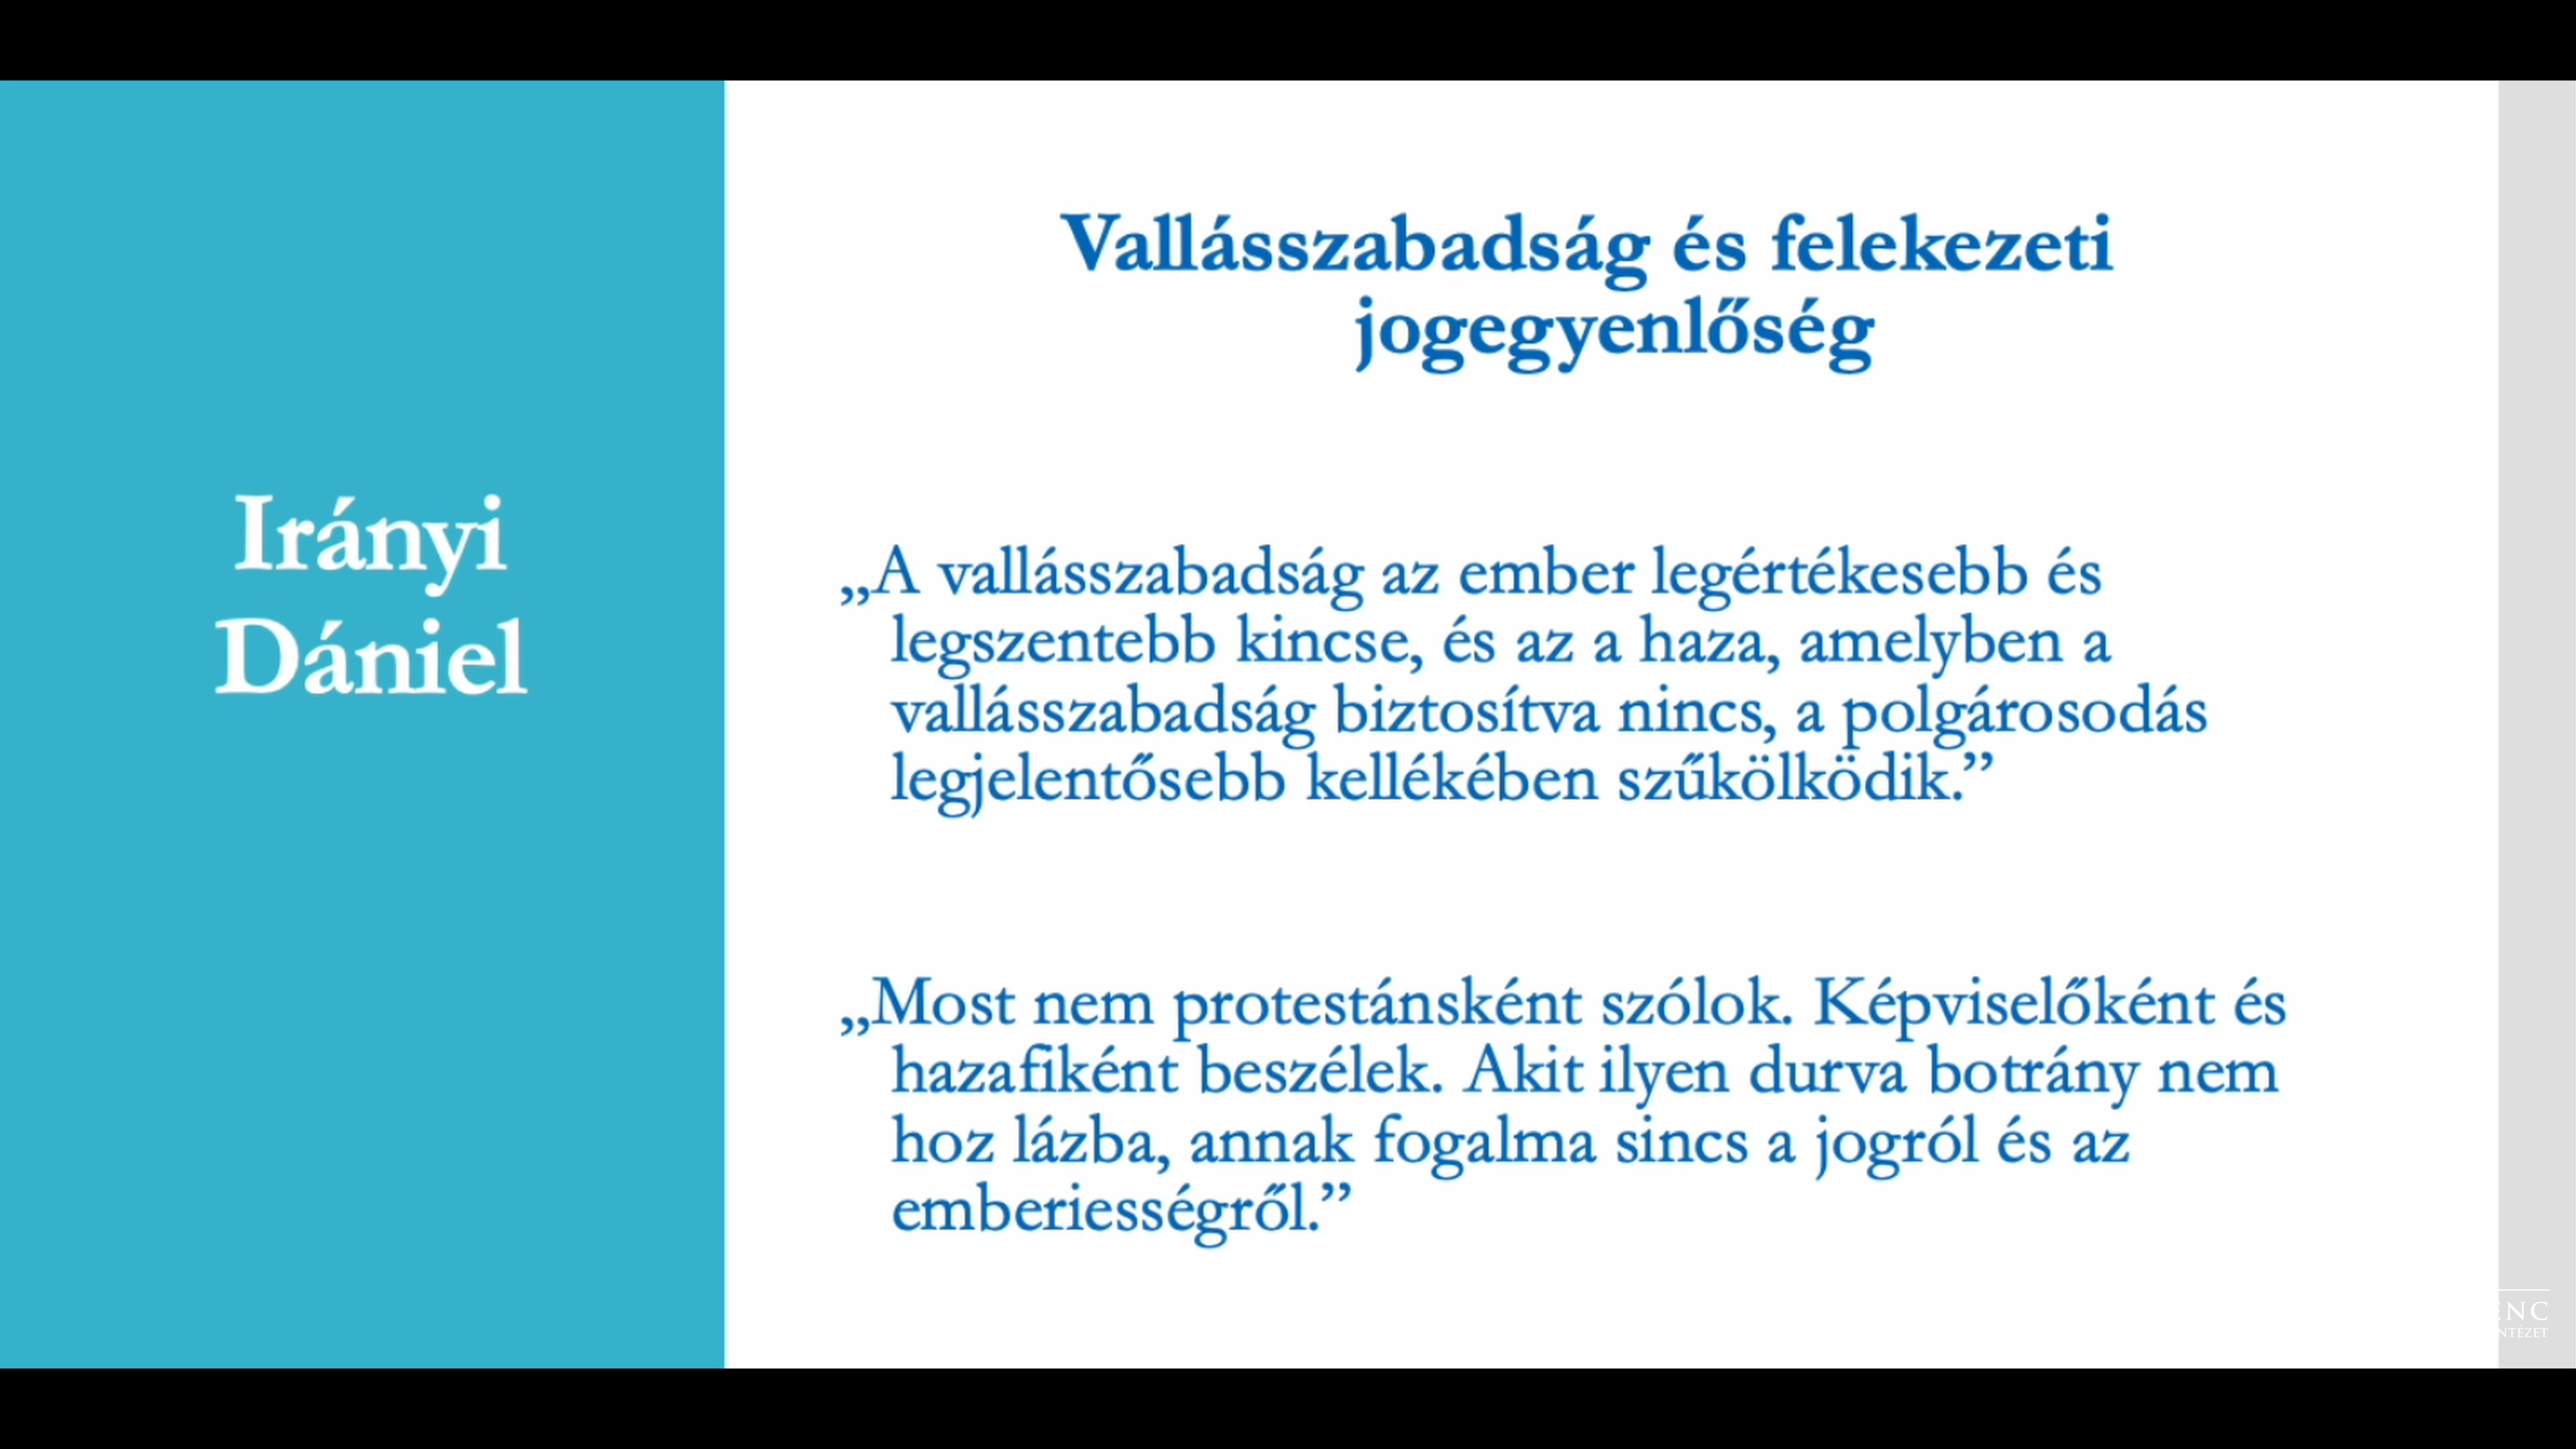 Irányi
Dániel
Vallásszabadság és felekezeti
jogegyenlőség
„A vallásszabadság az ember legértékesebb és
legszentebb kincse, és az a haza, amelyben a
vallásszabadság biztosítva nincs, a polgárosodás
legjelentősebb kellékében szűkölködik.”
„Most nem protestánsként szólok. Képviselőként és
hazafiként beszélek. Akit ilyen durva botrány nem
hoz lázba, annak fogalma sincs a jogról és az
emberiességről.”